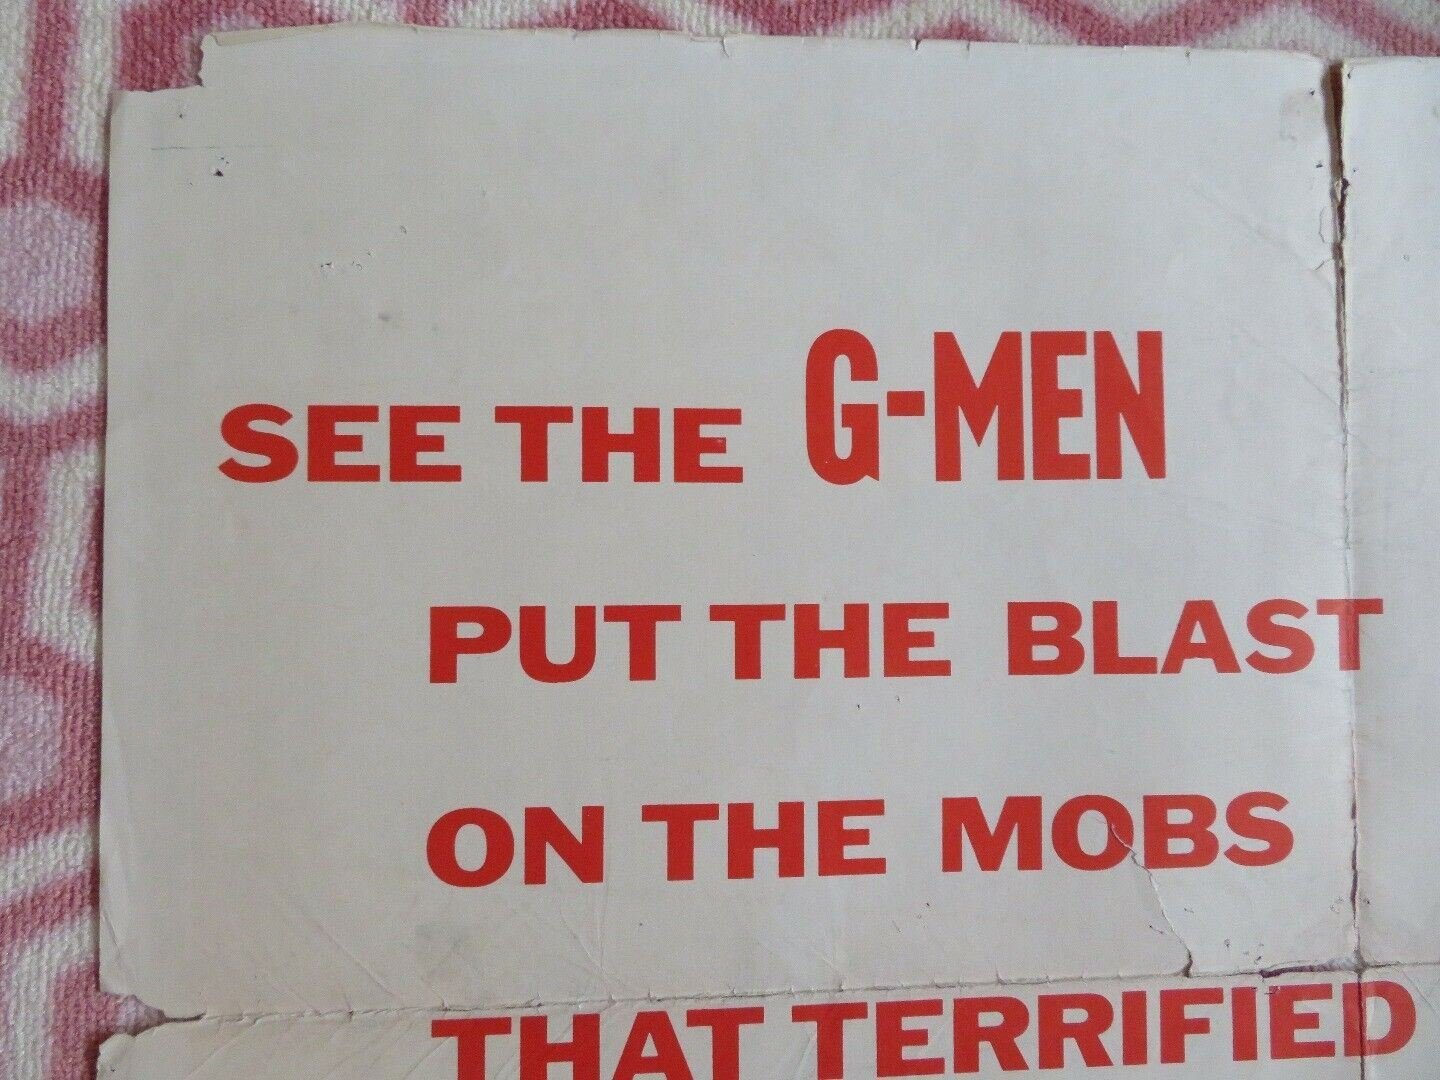 SEE THE G-MEN
PUT THE BLAST
ON THE MOBS
THAT TERRIFIED